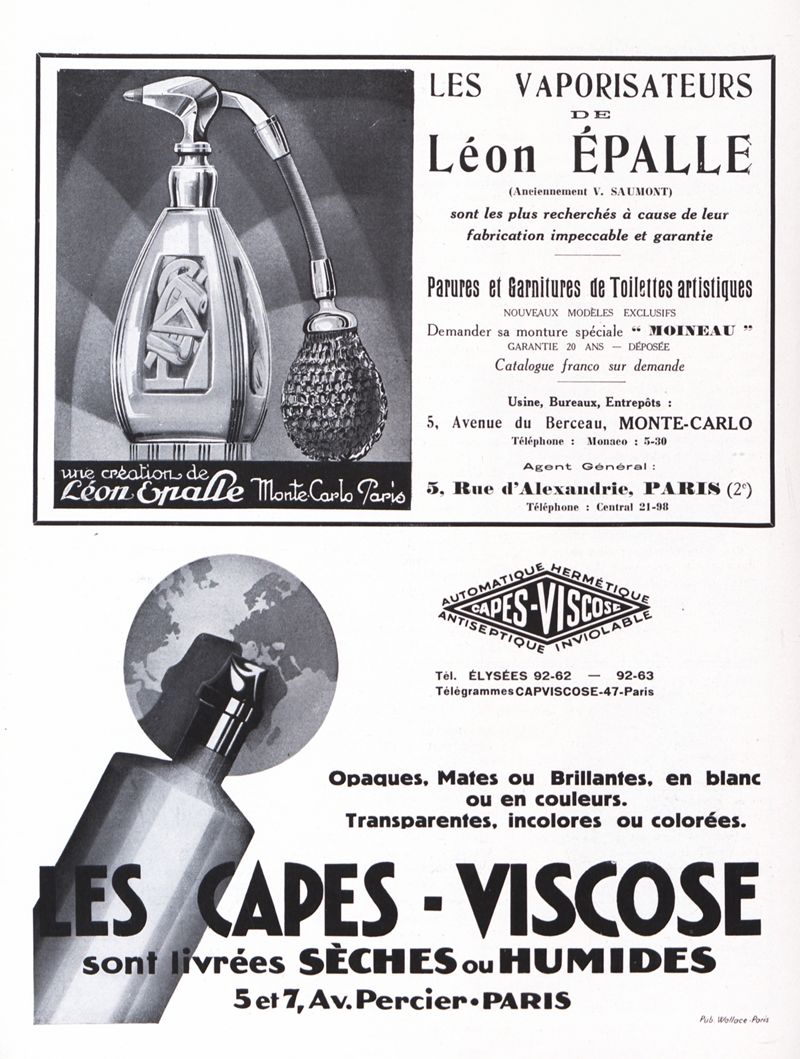 LES VAPORISATEURS
DE
Léon ÉPALLE
(Anciennement V. SAUMONT)
sont les plus recherchés à cause de leur
fabrication impeccable et garantie
Parures et Garnitures de Toilettes artistiques
NOUVEAUX MODÈLES EXCLUSIFS
Demander sa monture spéciale “ MOINEAU ”
GARANTIE 20 ANS — DÉPOSÉE
Catalogue franco sur demande
Usine, Bureaux, Entrepôts :
5, Avenue du Berceau, MONTE-CARLO
Téléphone : Monaco : 5-30
Agent Général :
5, Rue d'Alexandrie, PARIS (2e)
Téléphone : Central 21-98
une création de
Léon Epalle Monte-Carlo Paris
AUTOMATIQUE HERMÉTIQUE
CAPES-VISCOSE
ANTISEPTIQUE INVIOLABLE
Tél. ÉLYSÉES 92-62 — 92-63
Télégrammes CAPVISCOSE-47-Paris
Opaques, Mates ou Brillantes, en blanc
ou en couleurs.
Transparentes, incolores ou colorées.
LES CAPES-VISCOSE
sont livrées SÈCHES ou HUMIDES
5 et 7, Av. Percier • PARIS
Pub. Wallace-Paris